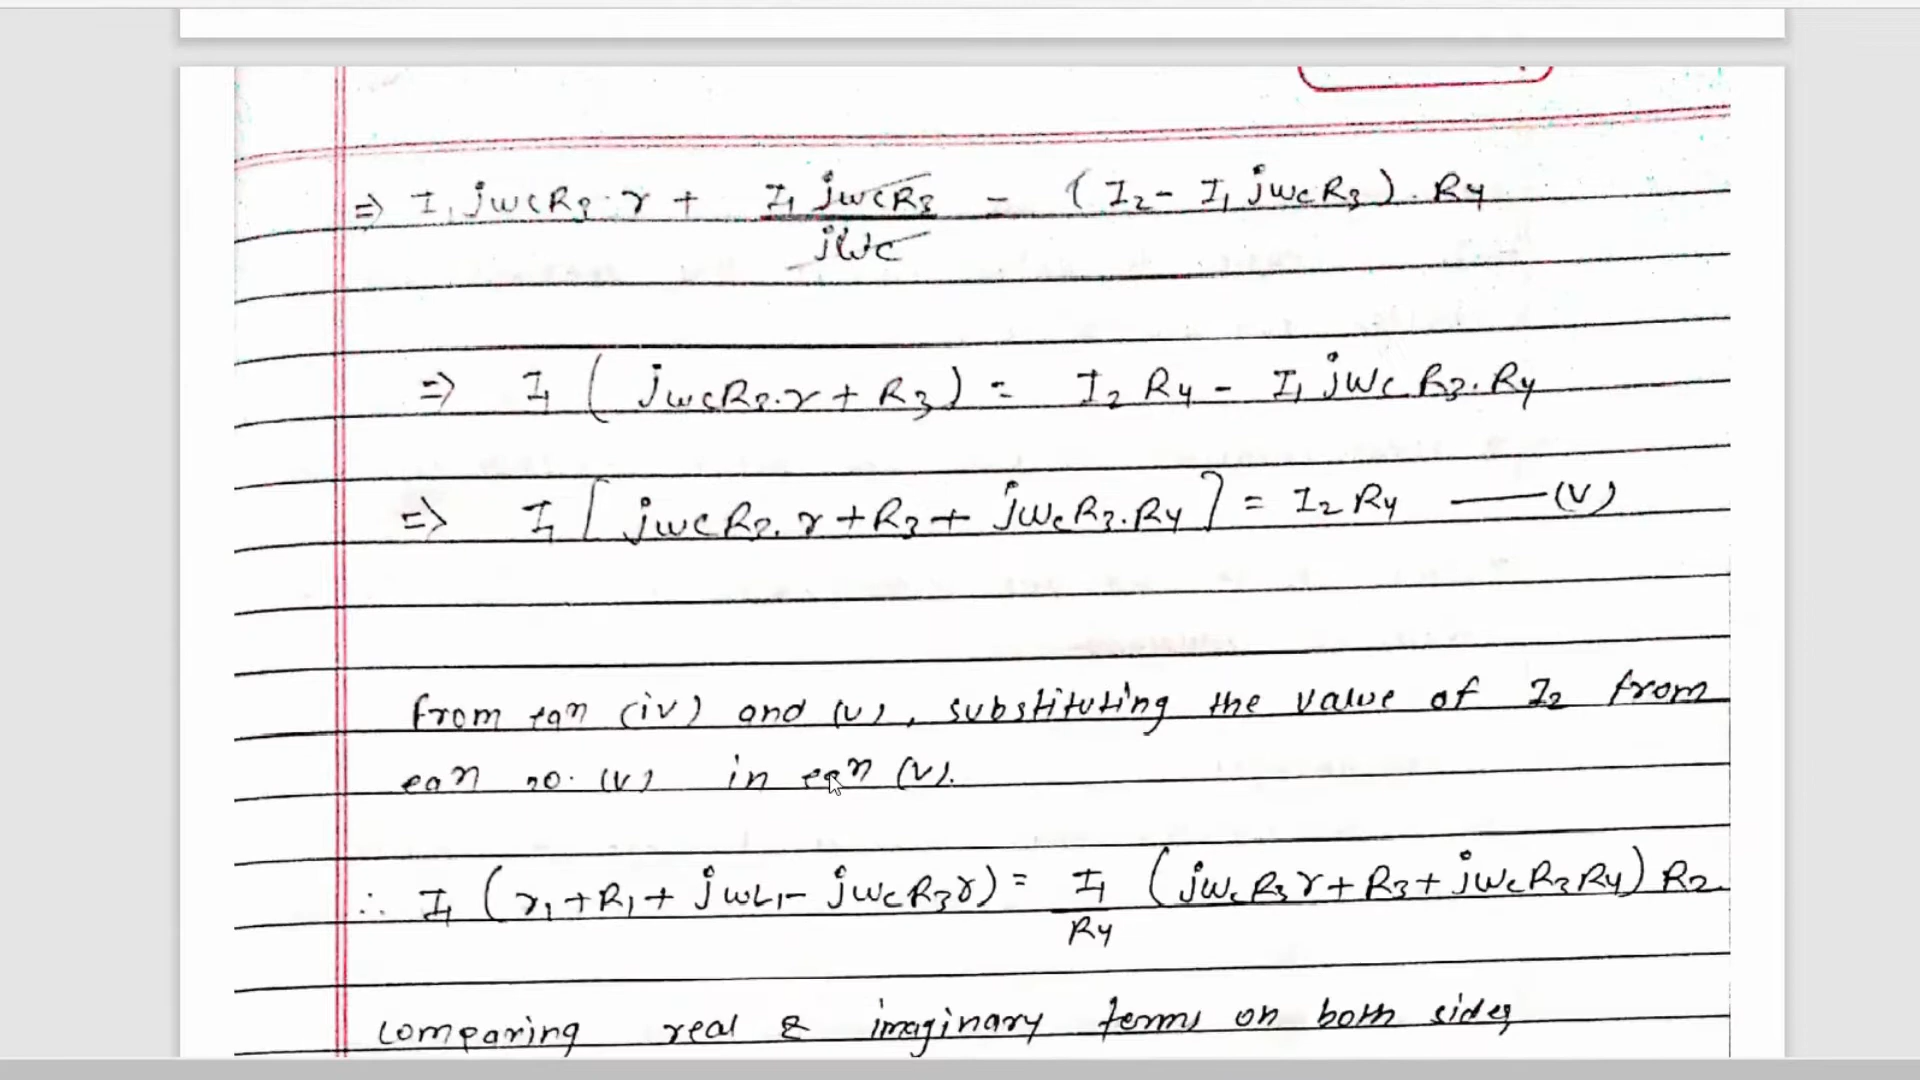 => I₁ jωcR₃·r + I₁ jωcR₃ / jωc = (I₂ - I₁ jωcR₃). R₄
=> I₁ ( jωcR₃.r + R₃ ) = I₂ R₄ - I₁ jωc R₃. R₄
=> I₁ [ jωcR₃. r + R₃ + jωcR₃. R₄ ] = I₂ R₄ —— (v)
from eqn (iv) and (v), substituting the value of I₂ from
eqn no. (v) in eqn (v).
∴ I₁ (r₁ + R₁ + jωL₁ - jωcR₃r) = I₁ / R₄ (jωcR₃r + R₃ + jωcR₃R₄) R₂
comparing real & imaginary terms on both sides